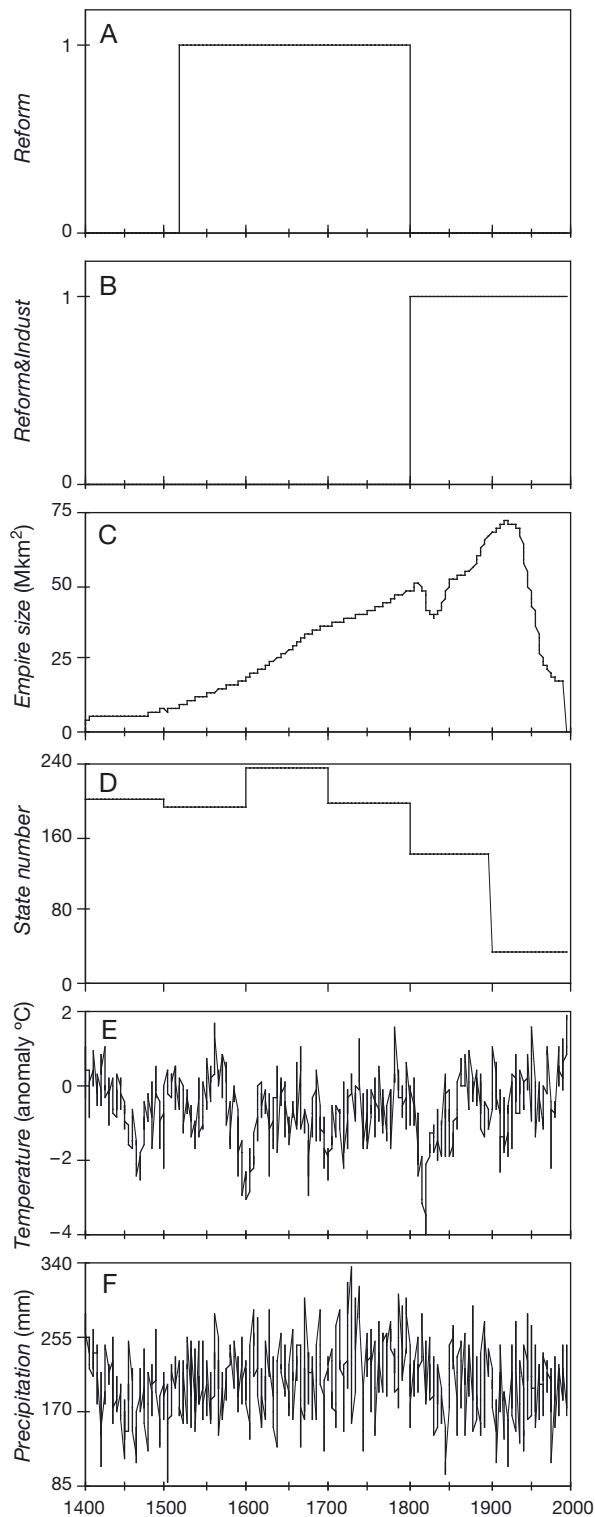 A
Reform
1
0
B
Reform&Indust
1
0
C
Empire size (Mkm2)
75
50
25
0
D
State number
240
160
80
0
E
Temperature (anomaly ºC)
2
0
−2
−4
F
Precipitation (mm)
340
255
170
85
1400 1500 1600 1700 1800 1900 2000